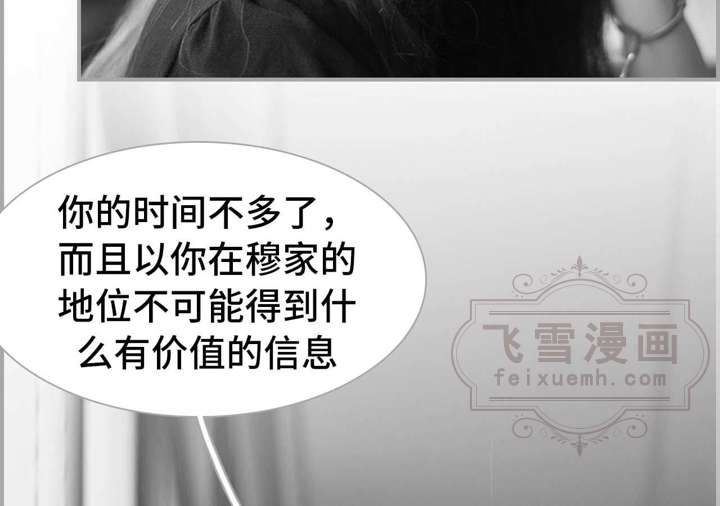 你的时间不多了，
而且以你在穆家的
地位不可能得到什
么有价值的信息
飞雪漫画
feixuemh.com